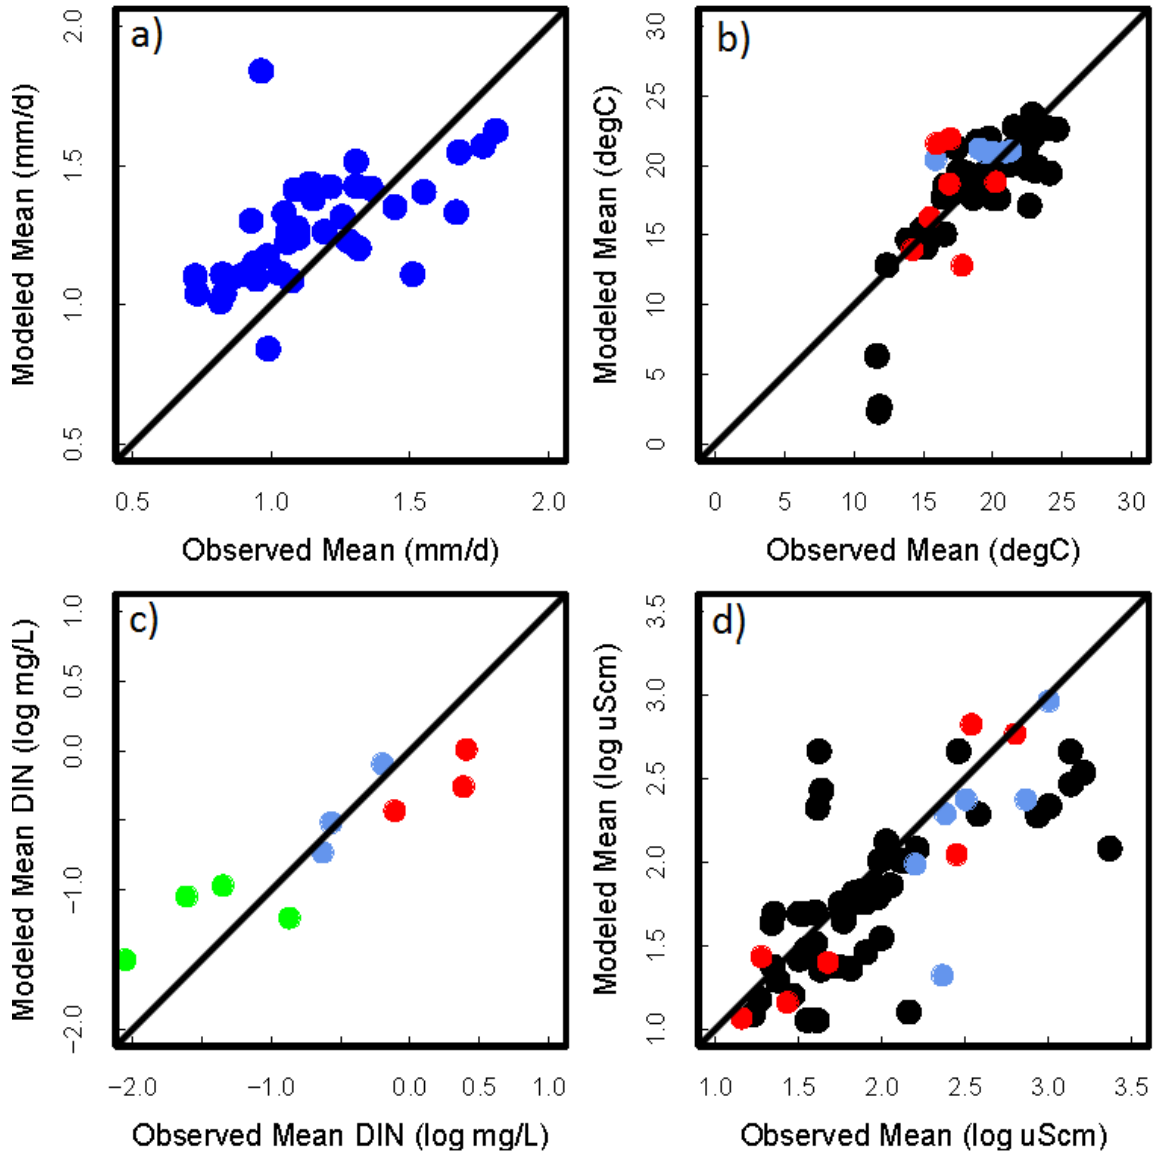 a)
Modeled Mean (mm/d)
2.0
1.5
1.0
0.5
0.5 1.0 1.5 2.0
Observed Mean (mm/d)
b)
Modeled Mean (degC)
30
25
20
15
10
5
0
0 5 10 15 20 25 30
Observed Mean (degC)
c)
Modeled Mean DIN (log mg/L)
1.0
0.5
0.0
−1.0
−2.0
−2.0 −1.0 0.0 0.5 1.0
Observed Mean DIN (log mg/L)
d)
Modeled Mean (log uScm)
3.5
3.0
2.5
2.0
1.5
1.0
1.0 1.5 2.0 2.5 3.0 3.5
Observed Mean (log uScm)